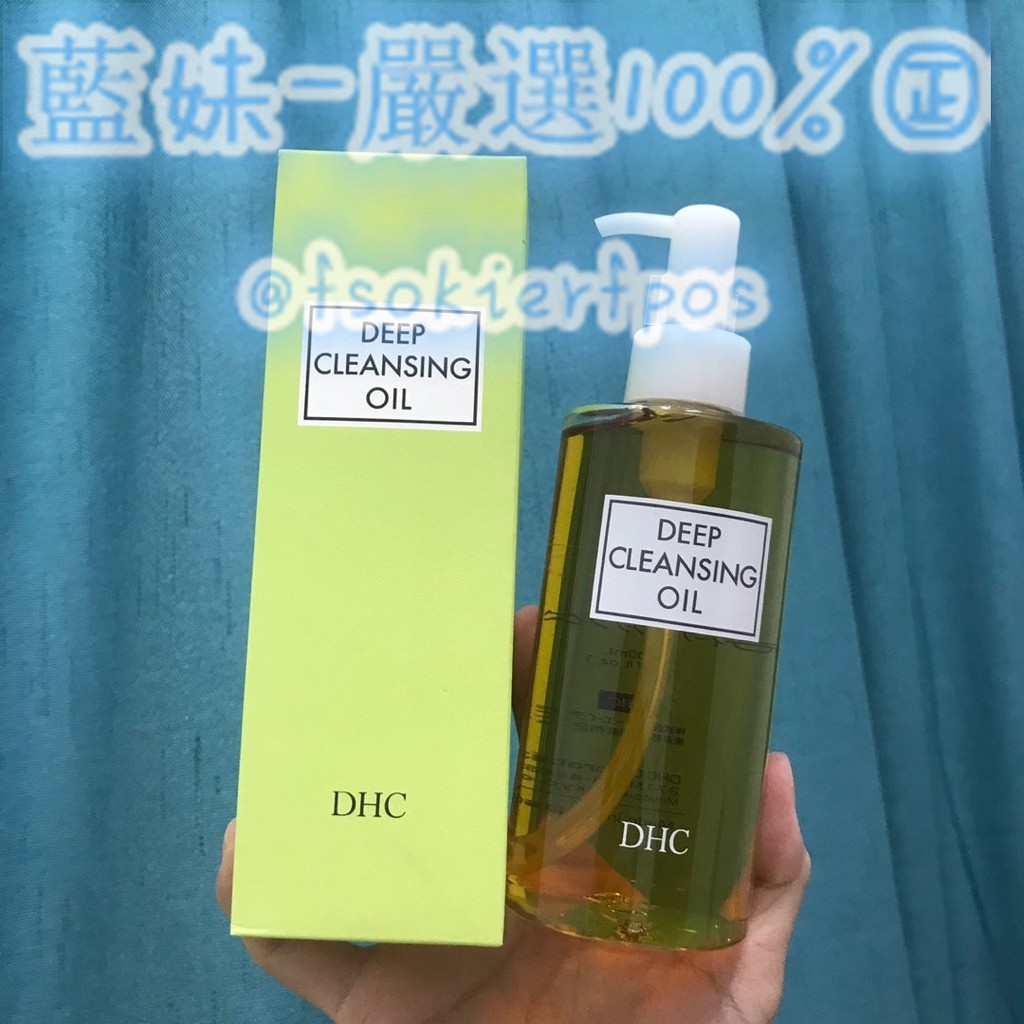 藍妹-嚴選100%㊣
@fsokierfpos
DEEP
CLEANSING
OIL
DHC
DEEP
CLEANSING
OIL
DHC